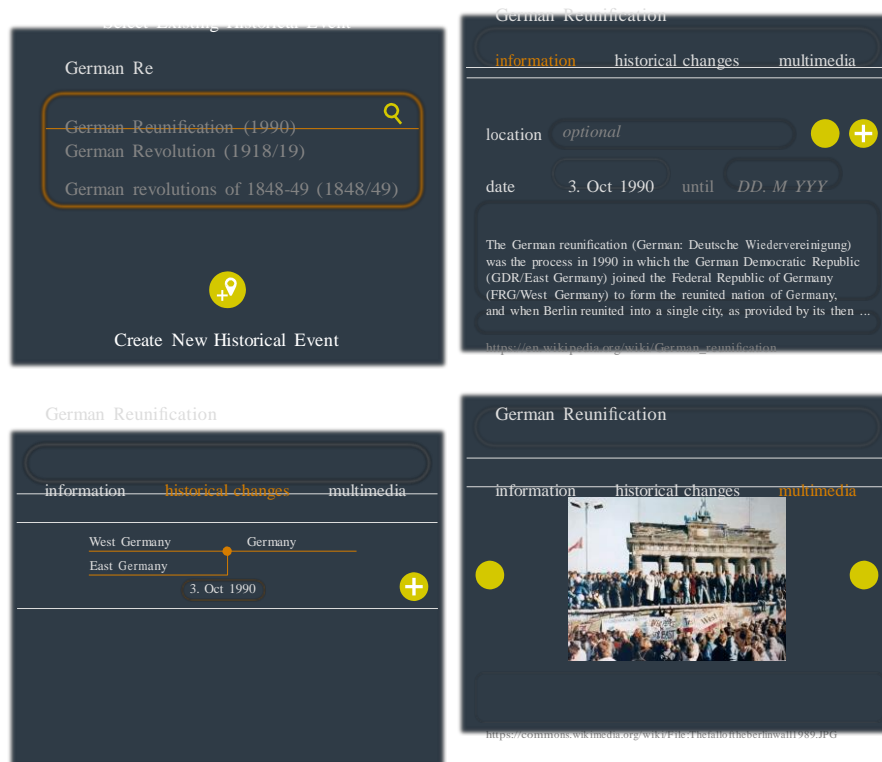 Select Existing Historical Event
German Re
German Reunification (1990)
German Revolution (1918/19)
German revolutions of 1848-49 (1848/49)
Create New Historical Event
German Reunification
information historical changes multimedia
location optional
date 3. Oct 1990 until DD. M YYY
The German reunification (German: Deutsche Wiedervereinigung)
was the process in 1990 in which the German Democratic Republic
(GDR/East Germany) joined the Federal Republic of Germany
(FRG/West Germany) to form the reunited nation of Germany,
and when Berlin reunited into a single city, as provided by its then ...
https://en.wikipedia.org/wiki/German_reunification
German Reunification
information historical changes multimedia
West Germany Germany
East Germany
3. Oct 1990
German Reunification
information historical changes multimedia
https://commons.wikimedia.org/wiki/File:Thefalloftheberlinwall1989.JPG